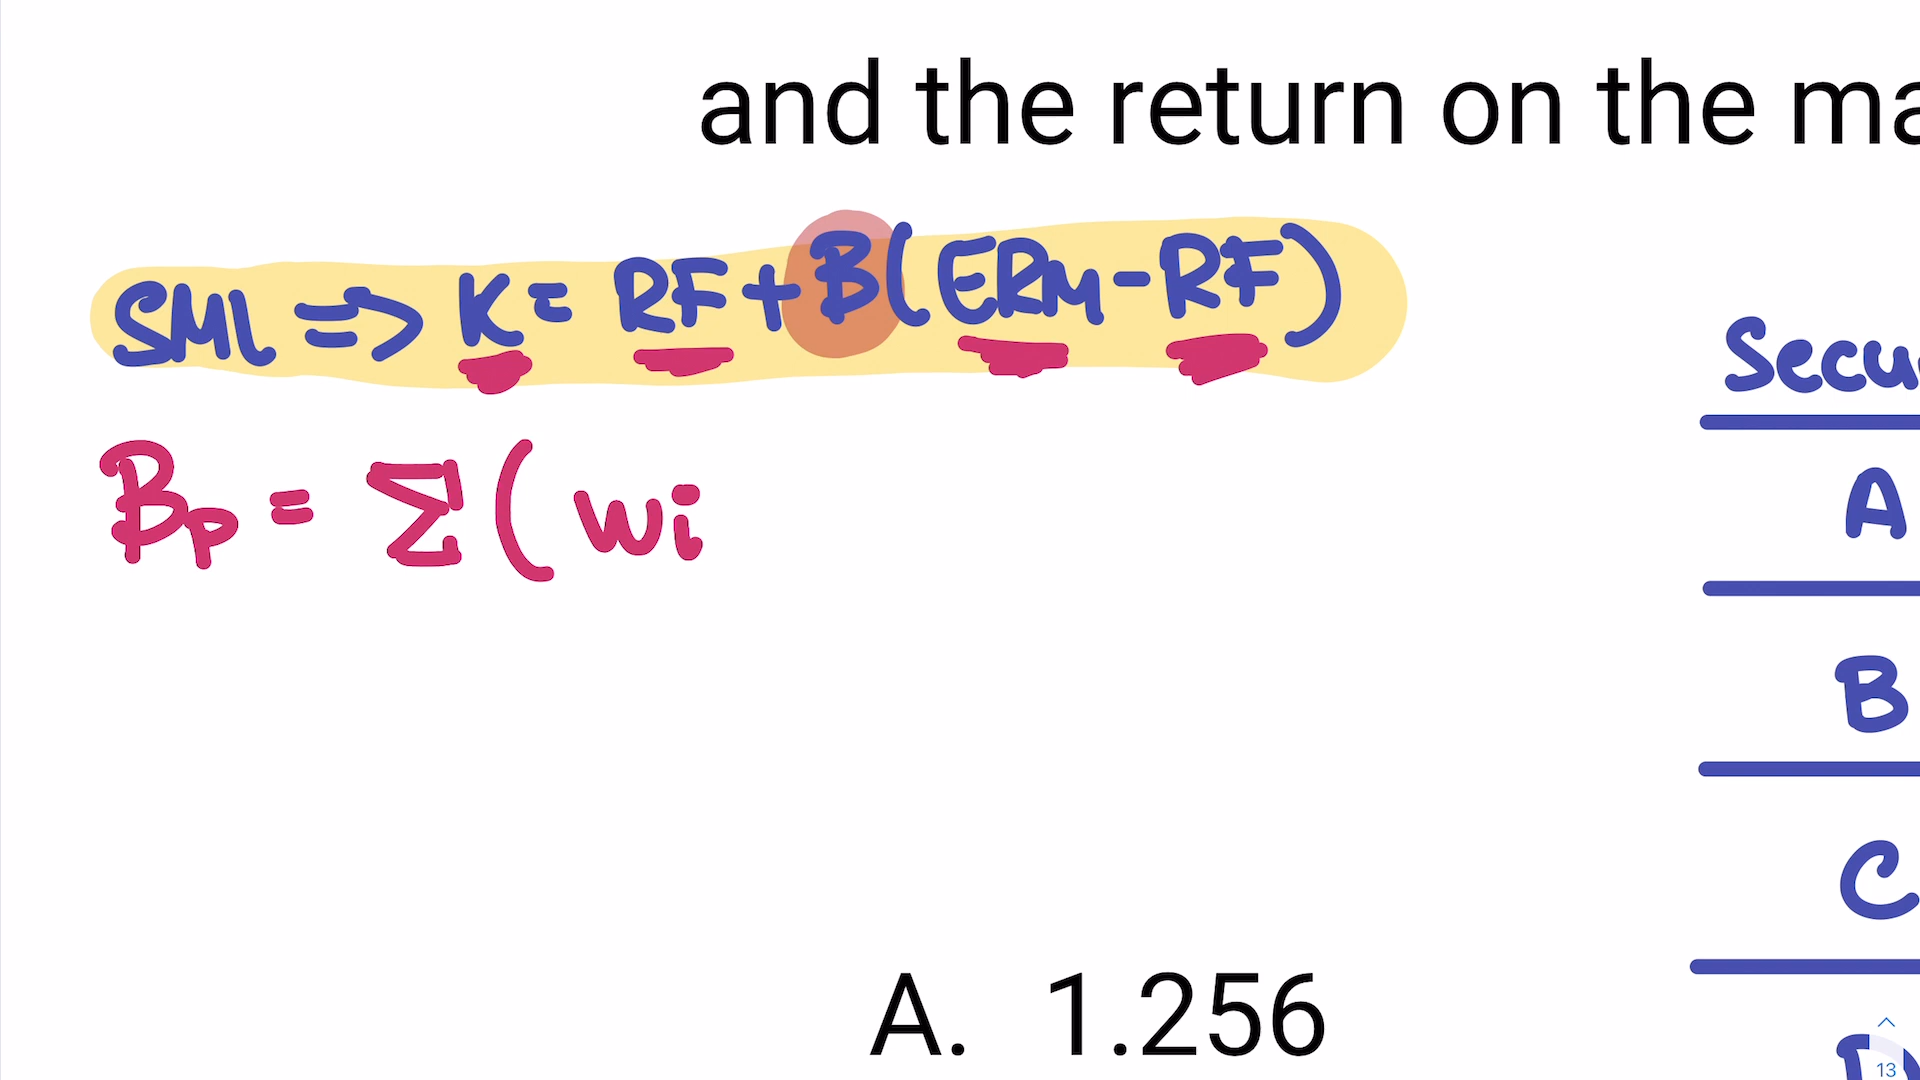 and the return on the ma
SML => K = RF + B(ERM - RF)
Bp = Σ( wi
Secu
A
B
C
A. 1.256
D
13